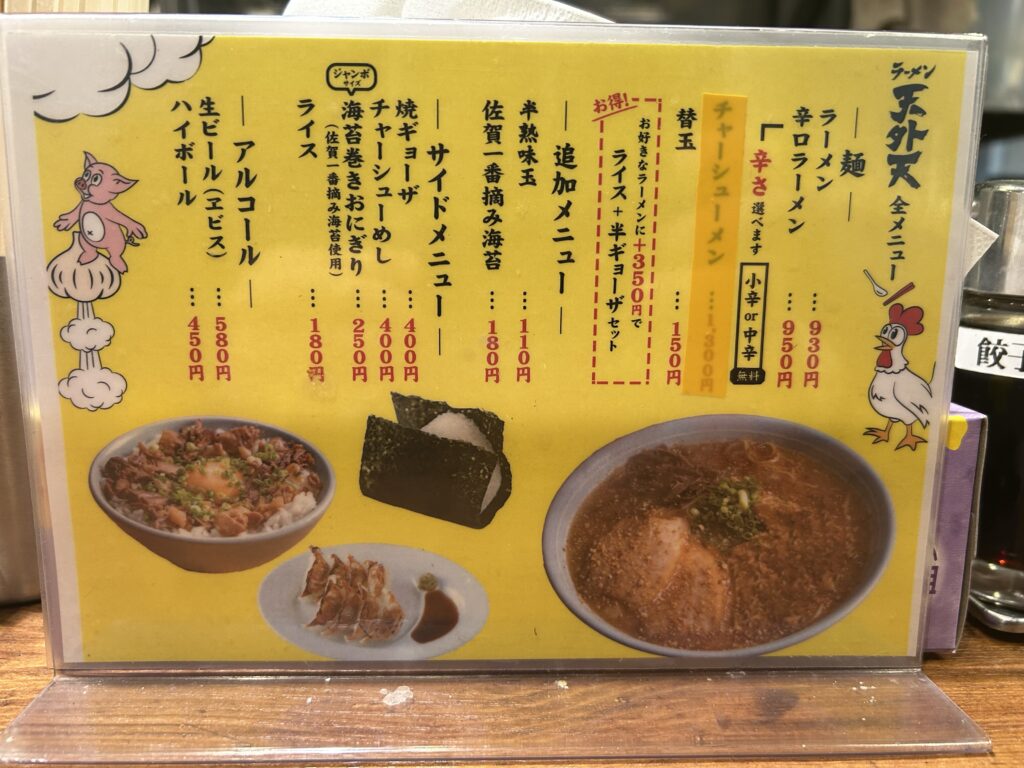 ラーメン
天外天
全メニュー
― 麺 ―
ラーメン … 930円
辛口ラーメン … 950円
辛さ 選べます
小辛 or 中辛
無料
チャーシューメン … 1,300円
替玉 … 150円
お得!
お好きなラーメンに+350円で
ライス+半ギョーザセット
― 追加メニュー ―
半熟味玉 … 110円
佐賀一番摘み海苔 … 180円
― サイドメニュー ―
焼ギョーザ … 400円
チャーシューめし … 400円
ジャンボ
サイズ
海苔巻きおにぎり … 250円
(佐賀一番摘み海苔使用)
ライス … 180円
― アルコール ―
生ビール(ヱビス) … 580円
ハイボール … 450円
餃子